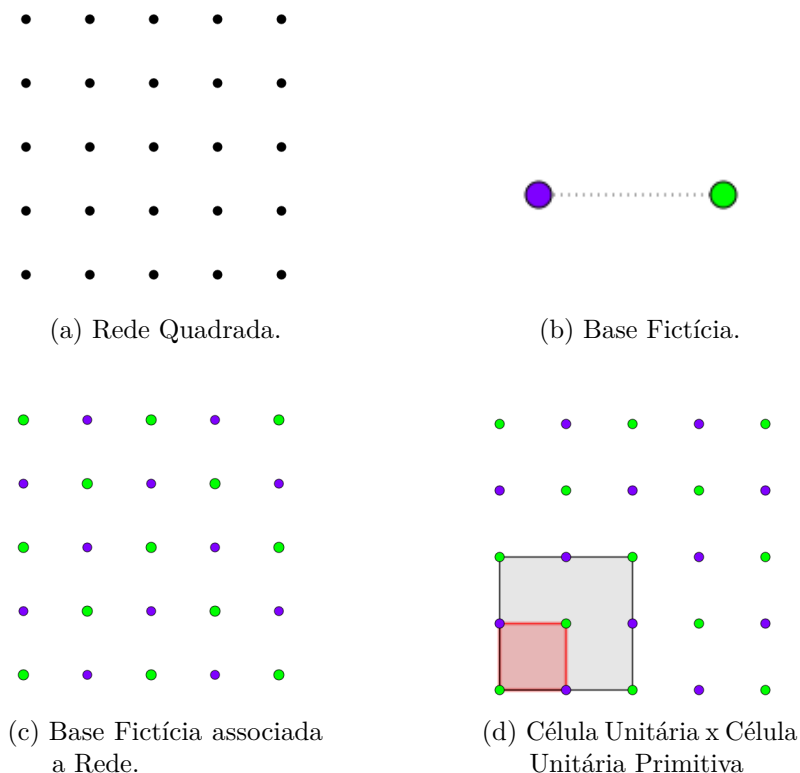 (a) Rede Quadrada.
(b) Base Fictícia.
(c) Base Fictícia associada
a Rede.
(d) Célula Unitária x Célula
Unitária Primitiva